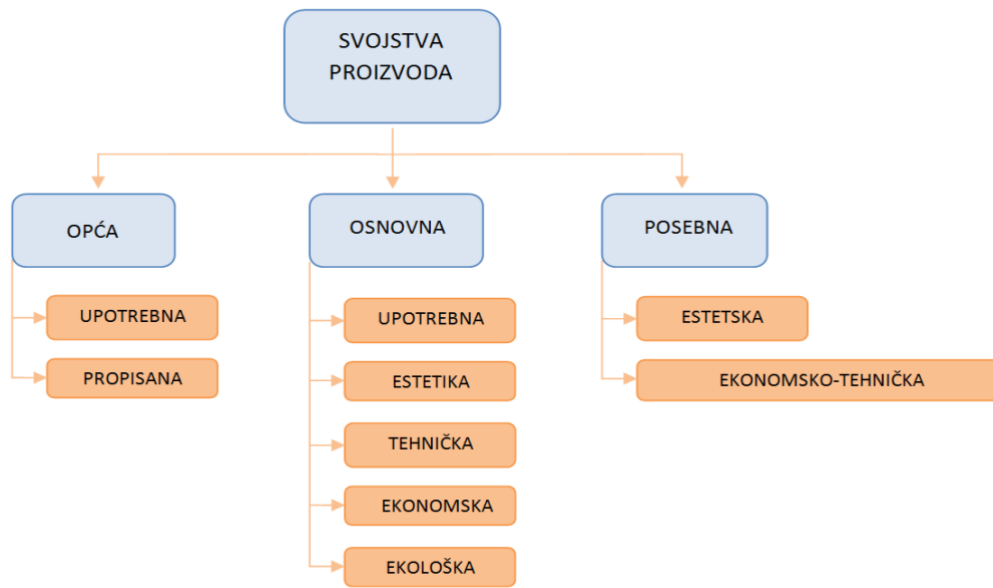 SVOJSTVA
PROIZVODA
OPĆA
OSNOVNA
POSEBNA
UPOTREBNA
PROPISANA
UPOTREBNA
ESTETIKA
TEHNIČKA
EKONOMSKA
EKOLOŠKA
ESTETSKA
EKONOMSKO-TEHNIČKA